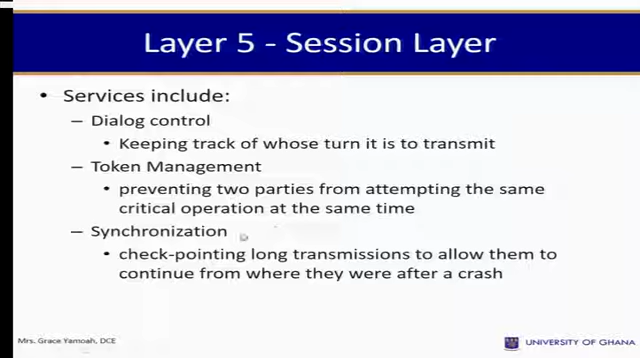 Layer 5 - Session Layer
• Services include:
– Dialog control
• Keeping track of whose turn it is to transmit
– Token Management
• preventing two parties from attempting the same
critical operation at the same time
– Synchronization
• check-pointing long transmissions to allow them to
continue from where they were after a crash
Mrs. Grace Yamoah, DCE
UNIVERSITY OF GHANA